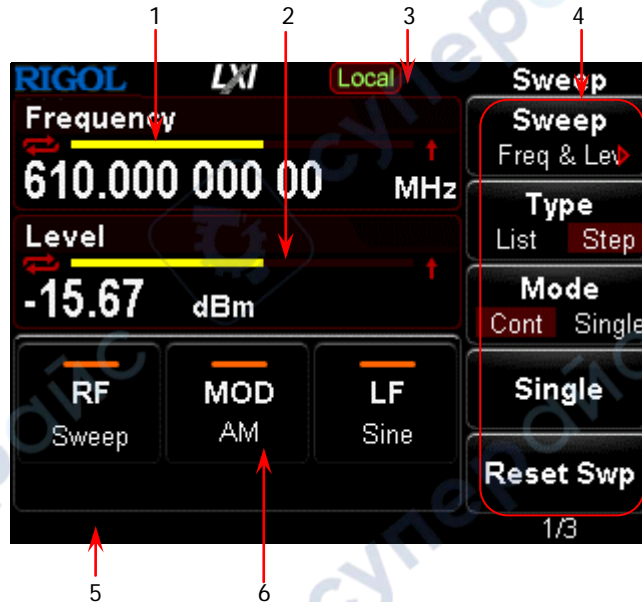 1 2 3 4
RIGOL LXI Local Sweep
Frequency
610.000 000 00 MHz
Level
-15.67 dBm
RF
Sweep
MOD
AM
LF
Sine
Sweep
Freq & Lev
Type
List Step
Mode
Cont Single
Single
Reset Swp
1/3
5 6